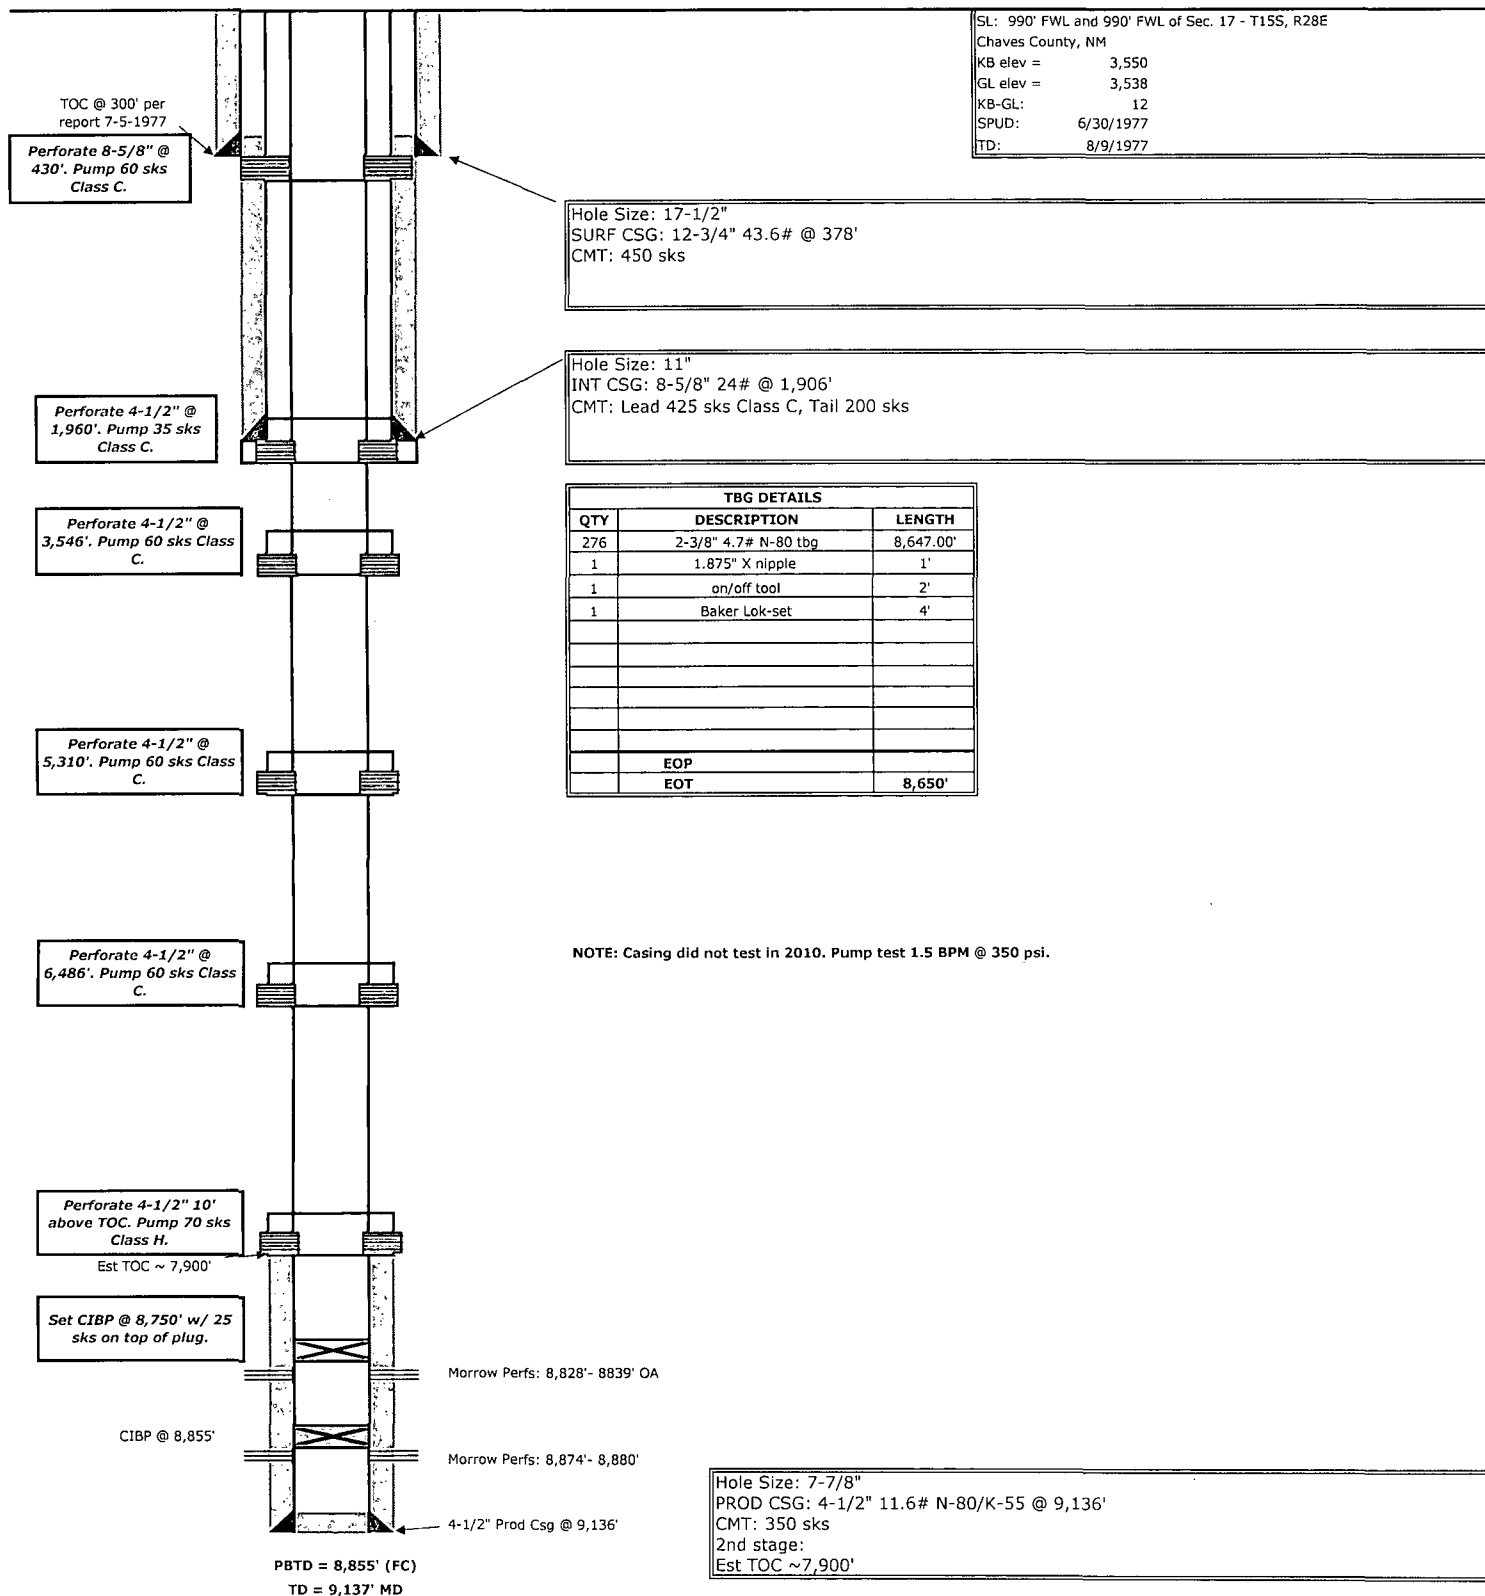 SL: 990' FWL and 990' FWL of Sec. 17 - T15S, R28E
Chaves County, NM
KB elev = 3,550
GL elev = 3,538
KB-GL: 12
SPUD: 6/30/1977
TD: 8/9/1977
TOC @ 300' per
report 7-5-1977
Perforate 8-5/8" @
430'. Pump 60 sks
Class C.
Hole Size: 17-1/2"
SURF CSG: 12-3/4" 43.6# @ 378'
CMT: 450 sks
Hole Size: 11"
INT CSG: 8-5/8" 24# @ 1,906'
CMT: Lead 425 sks Class C, Tail 200 sks
Perforate 4-1/2" @
1,960'. Pump 35 sks
Class C.
TBG DETAILS
QTY DESCRIPTION LENGTH
276 2-3/8" 4.7# N-80 tbg 8,647.00'
1 1.875" X nipple 1'
1 on/off tool 2'
1 Baker Lok-set 4'
EOP
EOT 8,650'
Perforate 4-1/2" @
3,546'. Pump 60 sks Class
C.
Perforate 4-1/2" @
5,310'. Pump 60 sks Class
C.
Perforate 4-1/2" @
6,486'. Pump 60 sks Class
C.
NOTE: Casing did not test in 2010. Pump test 1.5 BPM @ 350 psi.
Perforate 4-1/2" 10'
above TOC. Pump 70 sks
Class H.
Est TOC ~ 7,900'
Set CIBP @ 8,750' w/ 25
sks on top of plug.
Morrow Perfs: 8,828'- 8839' OA
CIBP @ 8,855'
Morrow Perfs: 8,874'- 8,880'
Hole Size: 7-7/8"
PROD CSG: 4-1/2" 11.6# N-80/K-55 @ 9,136'
CMT: 350 sks
2nd stage:
Est TOC ~7,900'
4-1/2" Prod Csg @ 9,136'
PBTD = 8,855' (FC)
TD = 9,137' MD